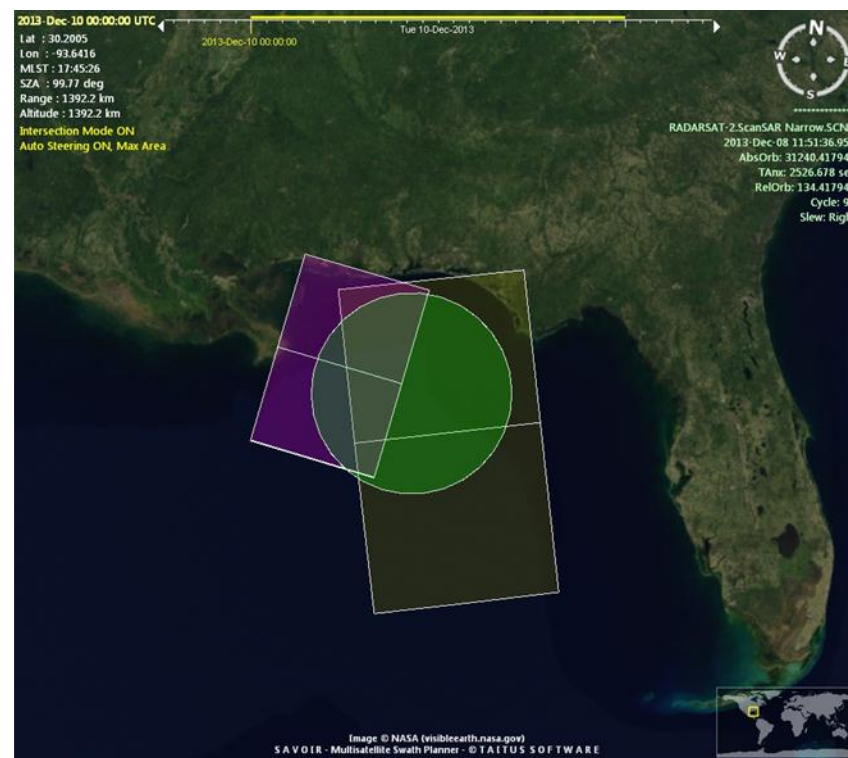 2013-Dec-10 00:00:00 UTC
Lat : 30.2005
Lon : -93.6416
MLST : 17:45:26
SZA : 99.77 deg
Range : 1392.2 km
Altitude : 1392.2 km
Intersection Mode ON
Auto Steering ON, Max Area
2013-Dec-10 00:00:00
Tue 10-Dec-2013
N
W
E
S
RADARSAT-2.ScanSAR Narrow.SCN
2013-Dec-08 11:51:36.95
AbsOrb: 31240.41794
TAnx: 2526.678 se
RelOrb: 134.41794
Cycle: 9
Slew: Righ
Image © NASA (visibleearth.nasa.gov)
S A V O I R - Multisatellite Swath Planner - © T A I T U S S O F T W A R E